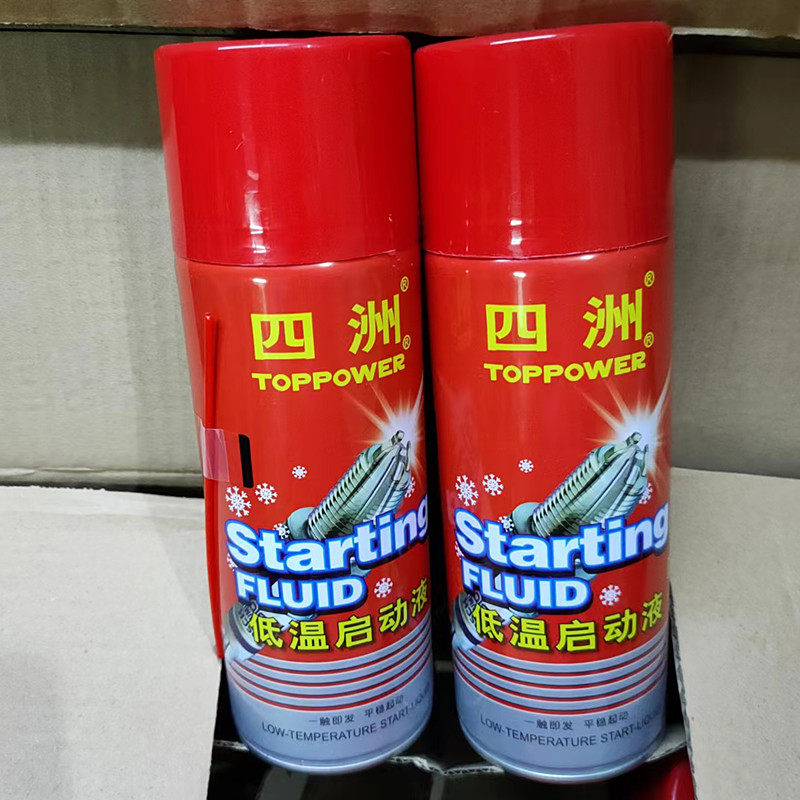 四洲®
TOPPOWER®
Starting
FLUID
低温启动液
一触即发 平稳起动
LOW-TEMPERATURE START-LIQUID
四洲®
TOPPOWER®
Starting
FLUID
低温启动液
一触即发 平稳起动
LOW-TEMPERATURE START-LIQUID